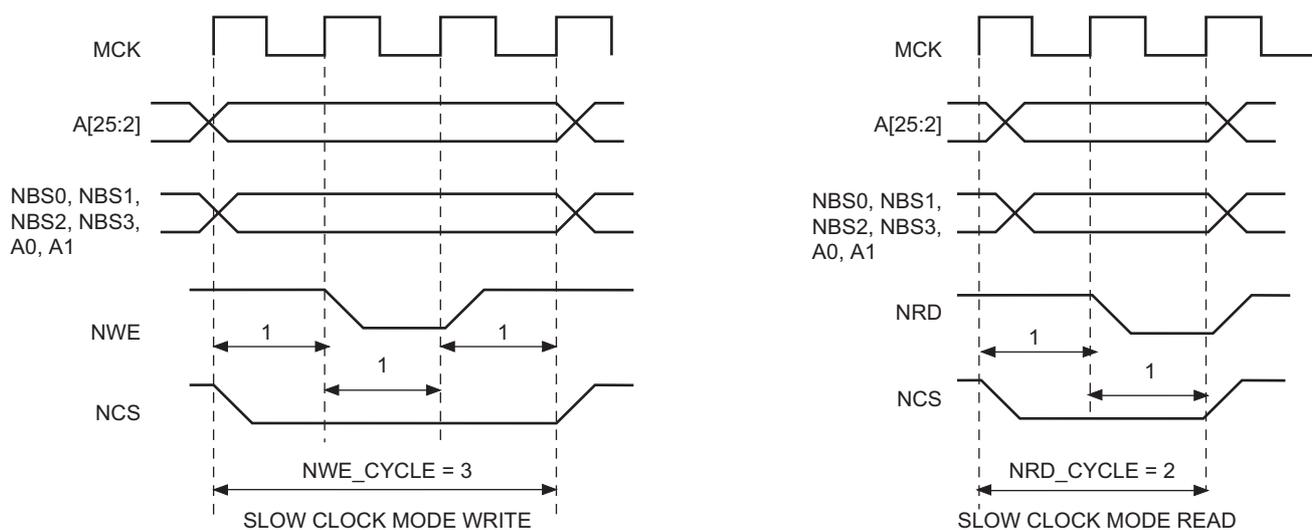 MCK
A[25:2]
NBS0, NBS1,
NBS2, NBS3,
A0, A1
NWE
1
1
1
NCS
NWE_CYCLE = 3
SLOW CLOCK MODE WRITE
MCK
A[25:2]
NBS0, NBS1,
NBS2, NBS3,
A0, A1
NRD
1
1
NCS
NRD_CYCLE = 2
SLOW CLOCK MODE READ